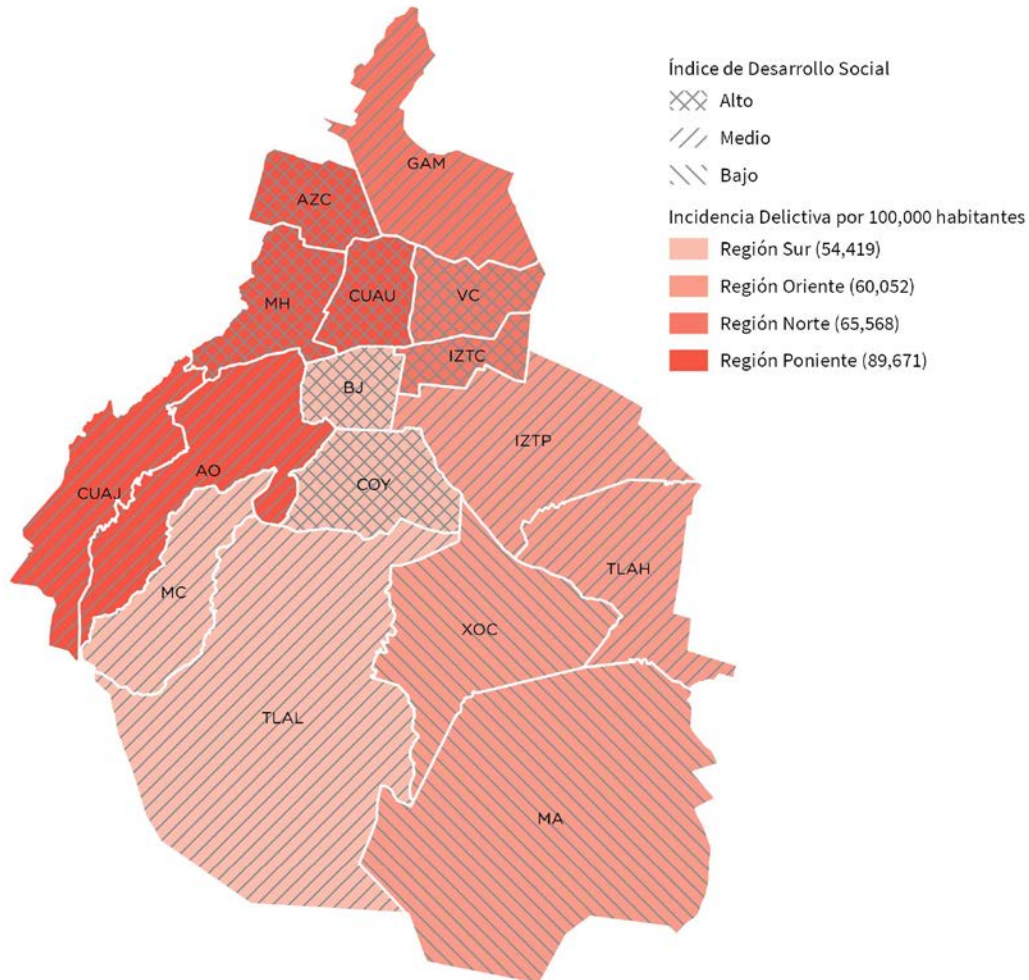 Índice de Desarrollo Social
Alto
Medio
Bajo
Incidencia Delictiva por 100,000 habitantes
Región Sur (54,419)
Región Oriente (60,052)
Región Norte (65,568)
Región Poniente (89,671)
GAM
AZC
MH
CUAU
VC
IZTC
BJ
IZTP
AO
CUAJ
COY
TLAH
MC
XOC
TLAL
MA